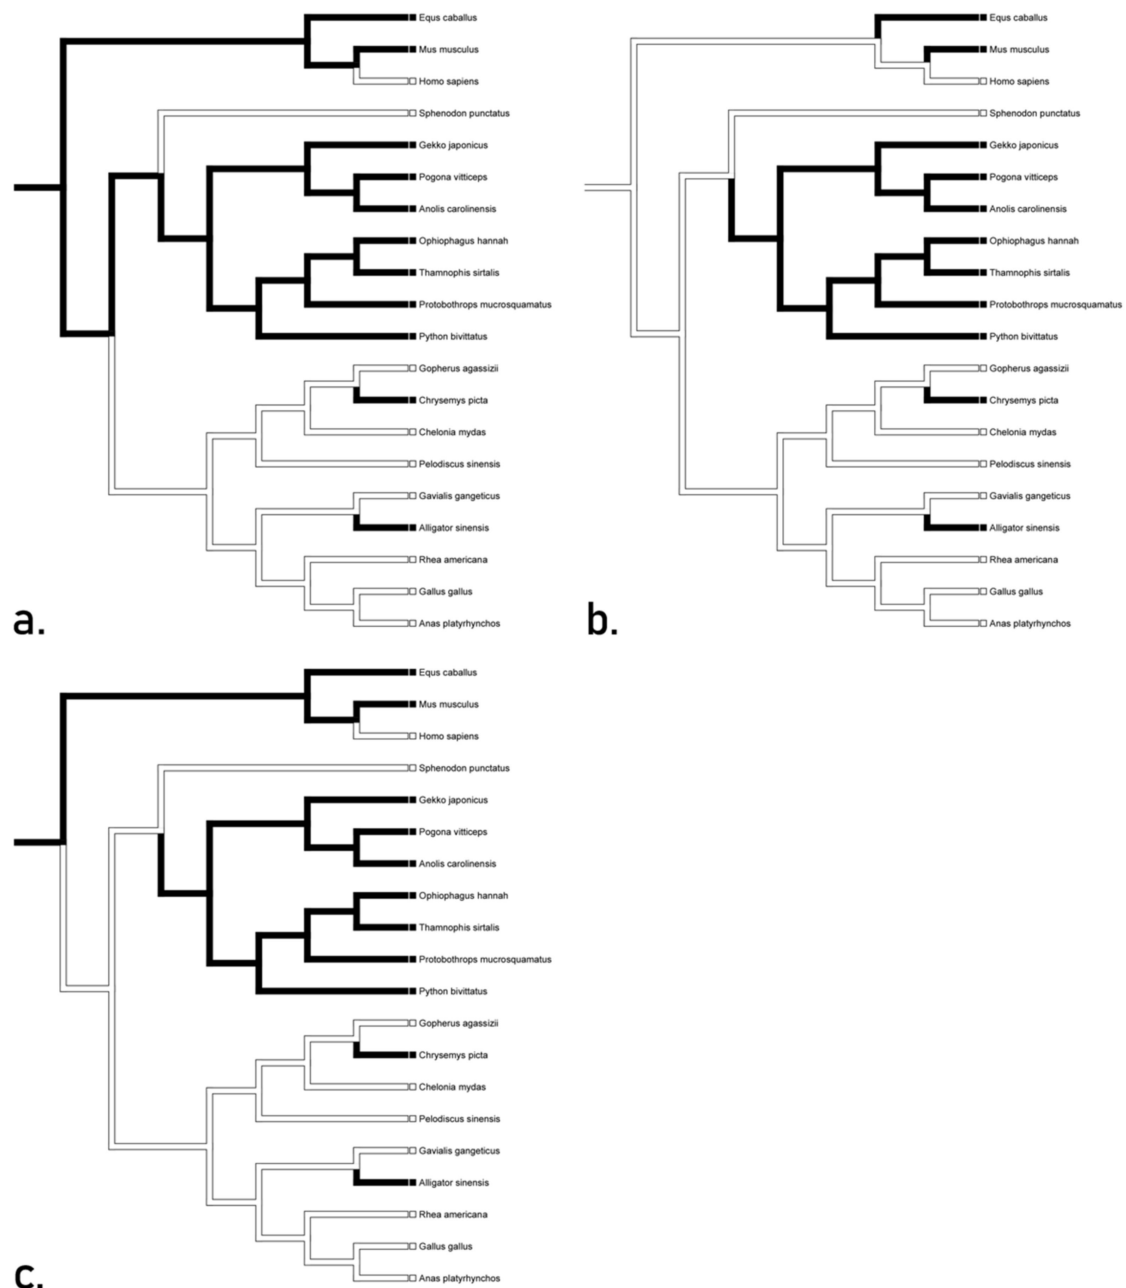 Equus caballus
Mus musculus
Homo sapiens
Sphenodon punctatus
Gekko japonicus
Pogona vitticeps
Anolis carolinensis
Ophiophagus hannah
Thamnophis sirtalis
Protobothrops mucrosquamatus
Python bivittatus
Gopherus agassizii
Chrysemys picta
Chelonia mydas
Pelodiscus sinensis
Gavialis gangeticus
Alligator sinensis
Rhea americana
Gallus gallus
Anas platyrhynchos
a.
Equus caballus
Mus musculus
Homo sapiens
Sphenodon punctatus
Gekko japonicus
Pogona vitticeps
Anolis carolinensis
Ophiophagus hannah
Thamnophis sirtalis
Protobothrops mucrosquamatus
Python bivittatus
Gopherus agassizii
Chrysemys picta
Chelonia mydas
Pelodiscus sinensis
Gavialis gangeticus
Alligator sinensis
Rhea americana
Gallus gallus
Anas platyrhynchos
b.
Equus caballus
Mus musculus
Homo sapiens
Sphenodon punctatus
Gekko japonicus
Pogona vitticeps
Anolis carolinensis
Ophiophagus hannah
Thamnophis sirtalis
Protobothrops mucrosquamatus
Python bivittatus
Gopherus agassizii
Chrysemys picta
Chelonia mydas
Pelodiscus sinensis
Gavialis gangeticus
Alligator sinensis
Rhea americana
Gallus gallus
Anas platyrhynchos
c.